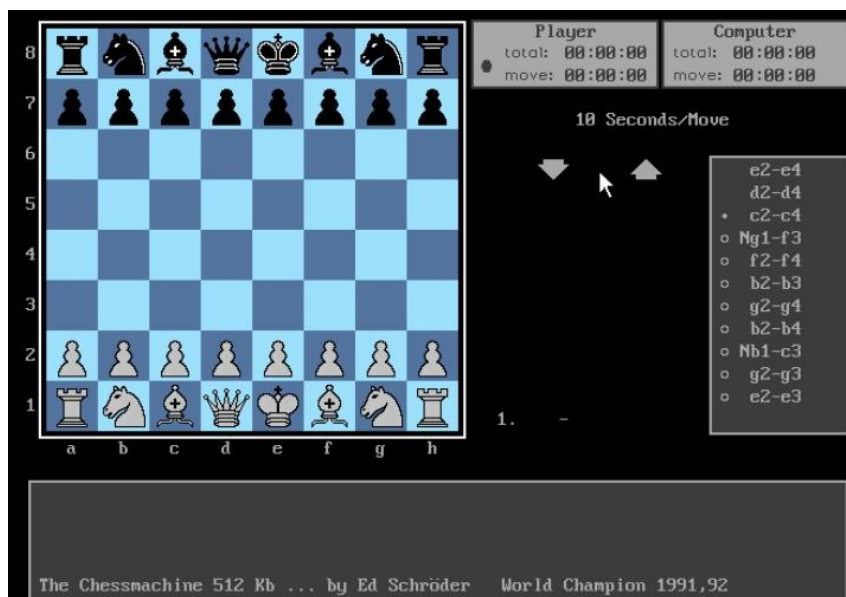 Player
total: 00:00:00
move: 00:00:00
Computer
total: 00:00:00
move: 00:00:00
10 Seconds/Move
8
7
6
5
4
3
2
1
a b c d e f g h
e2-e4
d2-d4
c2-c4
Ng1-f3
f2-f4
b2-b3
g2-g4
b2-b4
Nb1-c3
g2-g3
e2-e3
1. -
The Chessmachine 512 Kb ... by Ed Schröder World Champion 1991,92